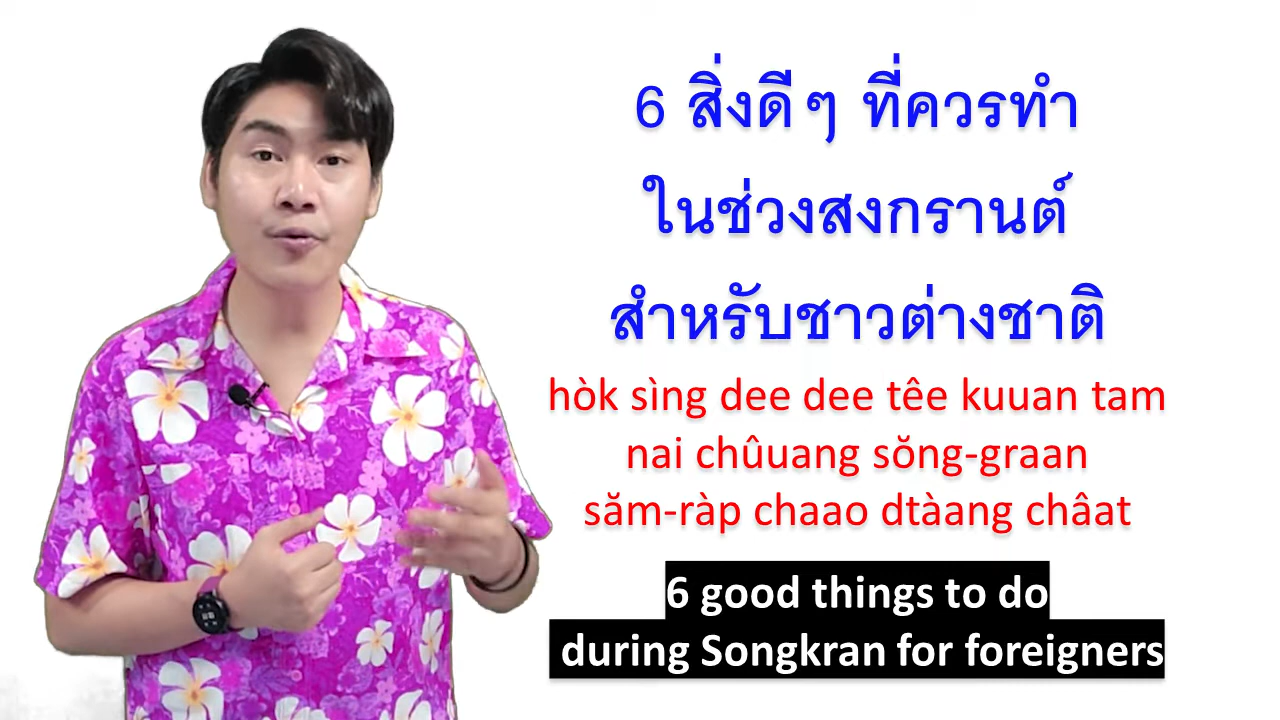 6 สิ่งดีๆ ที่ควรทำ
ในช่วงสงกรานต์
สำหรับชาวต่างชาติ
hòk sìng dee dee têe kuuan tam
nai chûuang sŏng-graan
săm-ràp chaao dtàang châat
6 good things to do
during Songkran for foreigners